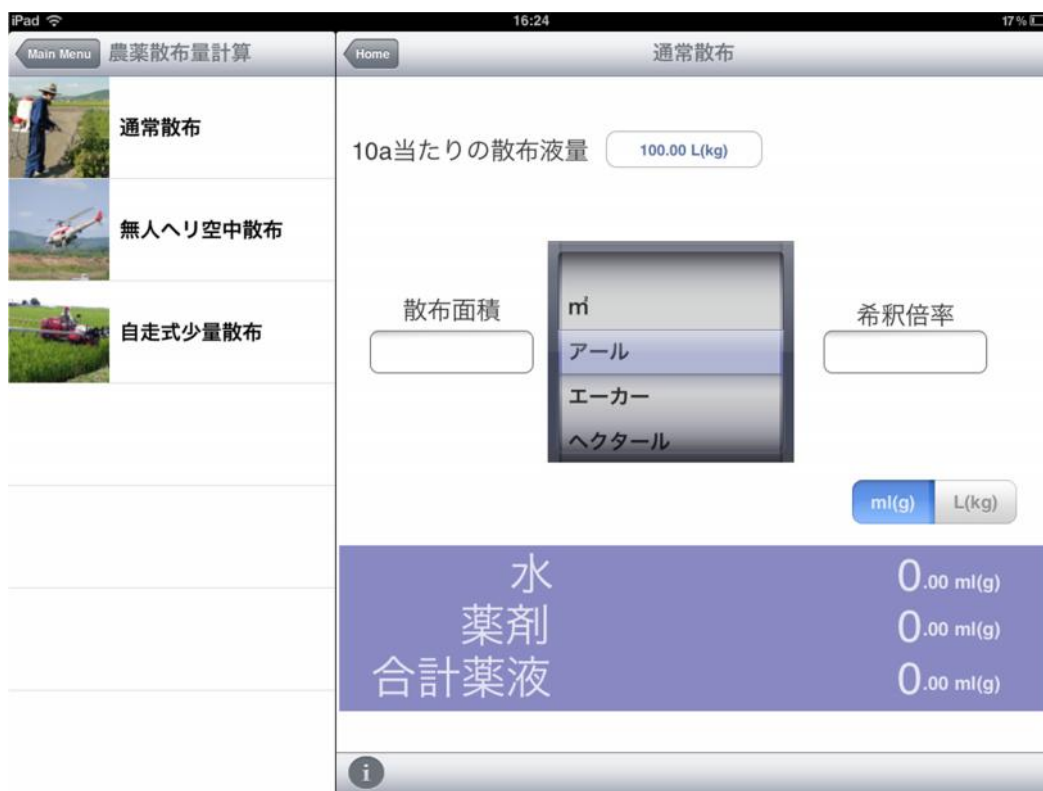 iPad 16:24 17%
Main Menu 農薬散布量計算
通常散布
無人ヘリ空中散布
自走式少量散布
Home 通常散布
10a当たりの散布液量 100.00 L(kg)
散布面積
㎡
アール
エーカー
ヘクタール
希釈倍率
ml(g) L(kg)
水 0.00 ml(g)
薬剤 0.00 ml(g)
合計薬液 0.00 ml(g)
i